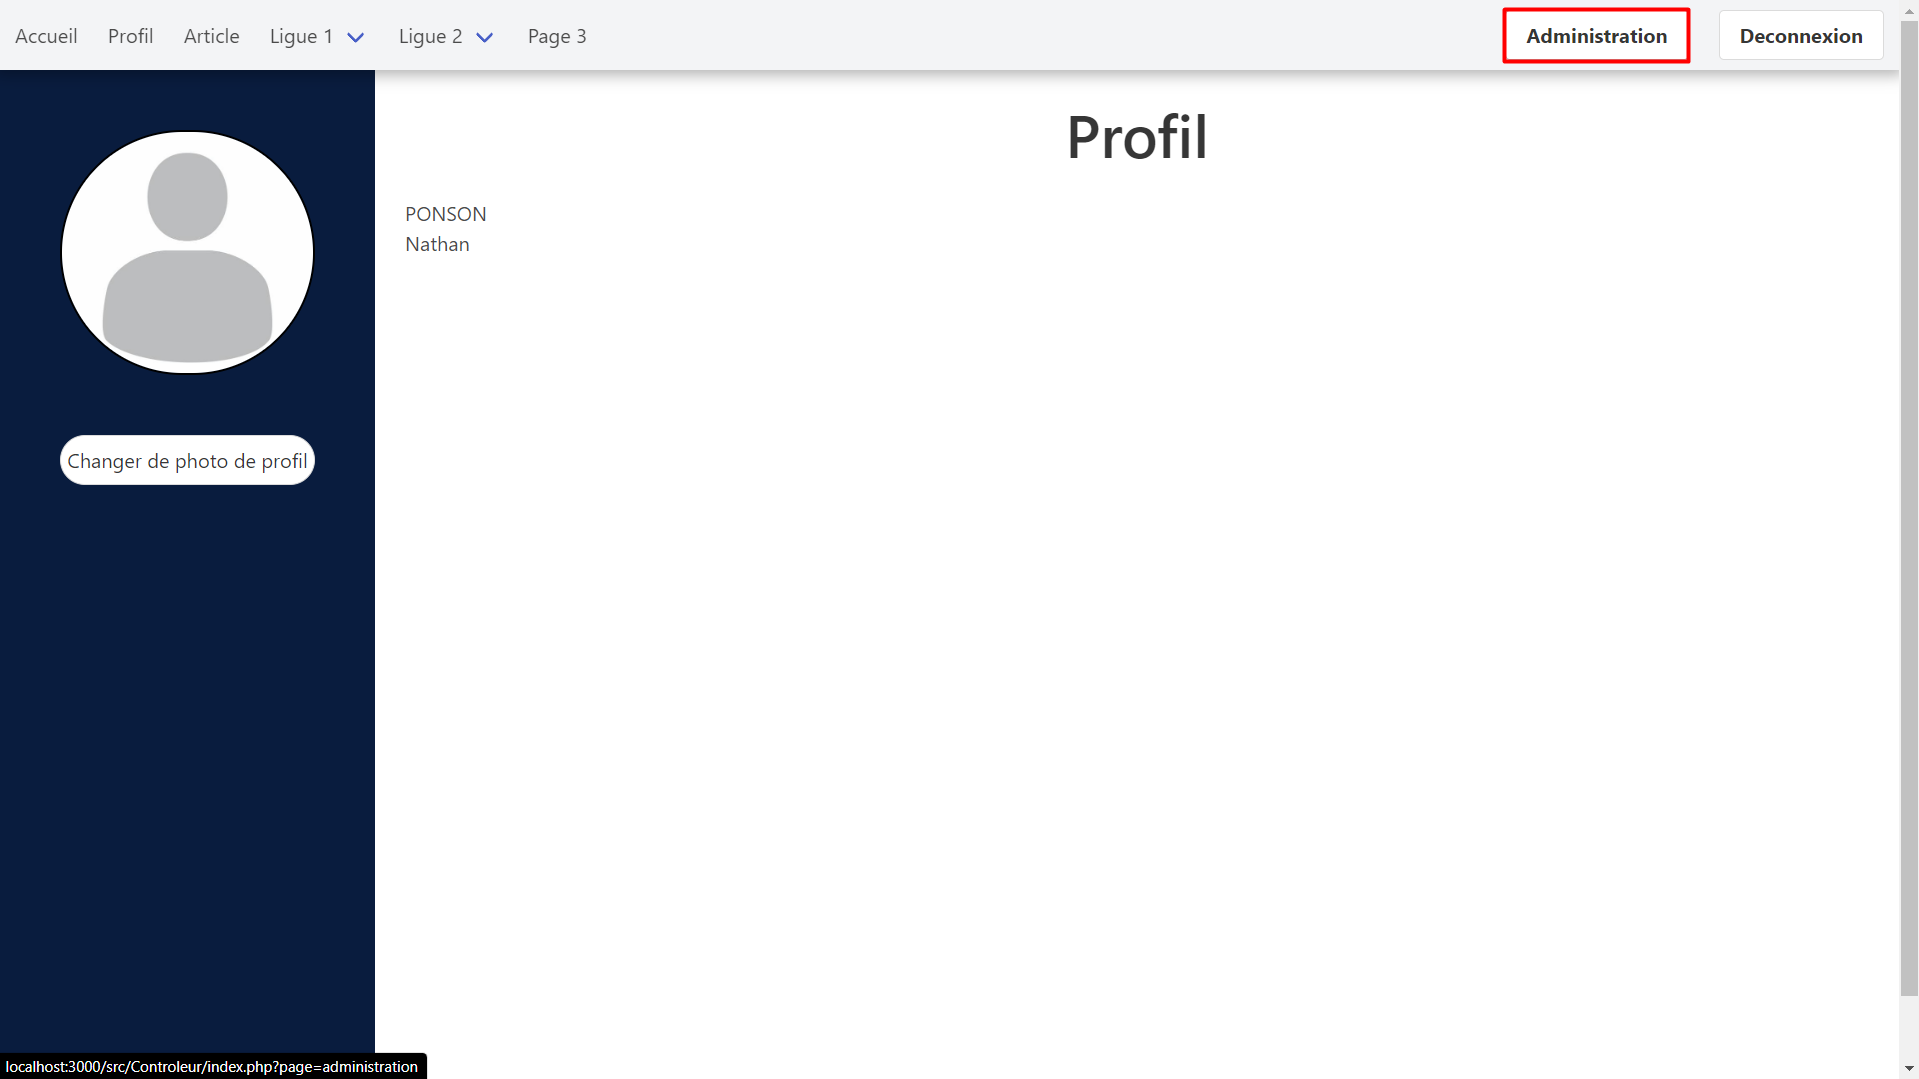 Accueil Profil Article Ligue 1 Ligue 2 Page 3 Administration Deconnexion
Profil
PONSON
Nathan
Changer de photo de profil
localhost:3000/src/Controleur/index.php?page=administration